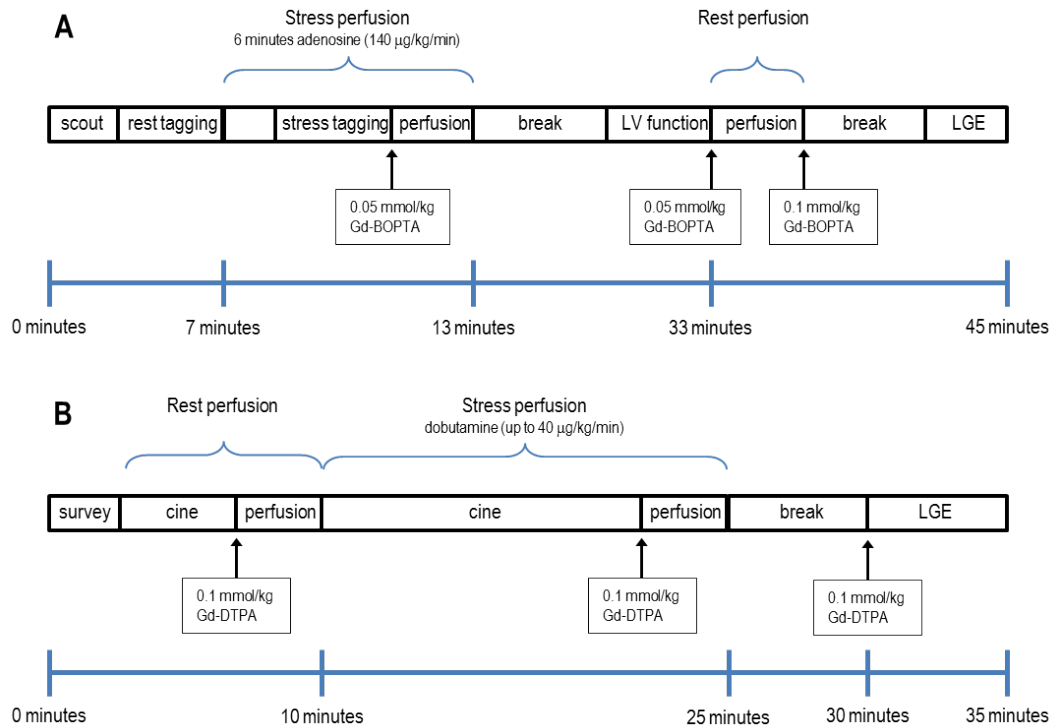 A
Stress perfusion
6 minutes adenosine (140 μg/kg/min)
Rest perfusion
scout rest tagging stress tagging perfusion break LV function perfusion break LGE
0.05 mmol/kg
Gd-BOPTA
0.05 mmol/kg
Gd-BOPTA
0.1 mmol/kg
Gd-BOPTA
0 minutes 7 minutes 13 minutes 33 minutes 45 minutes
B
Rest perfusion
Stress perfusion
dobutamine (up to 40 μg/kg/min)
survey cine perfusion cine perfusion break LGE
0.1 mmol/kg
Gd-DTPA
0.1 mmol/kg
Gd-DTPA
0.1 mmol/kg
Gd-DTPA
0 minutes 10 minutes 25 minutes 30 minutes 35 minutes